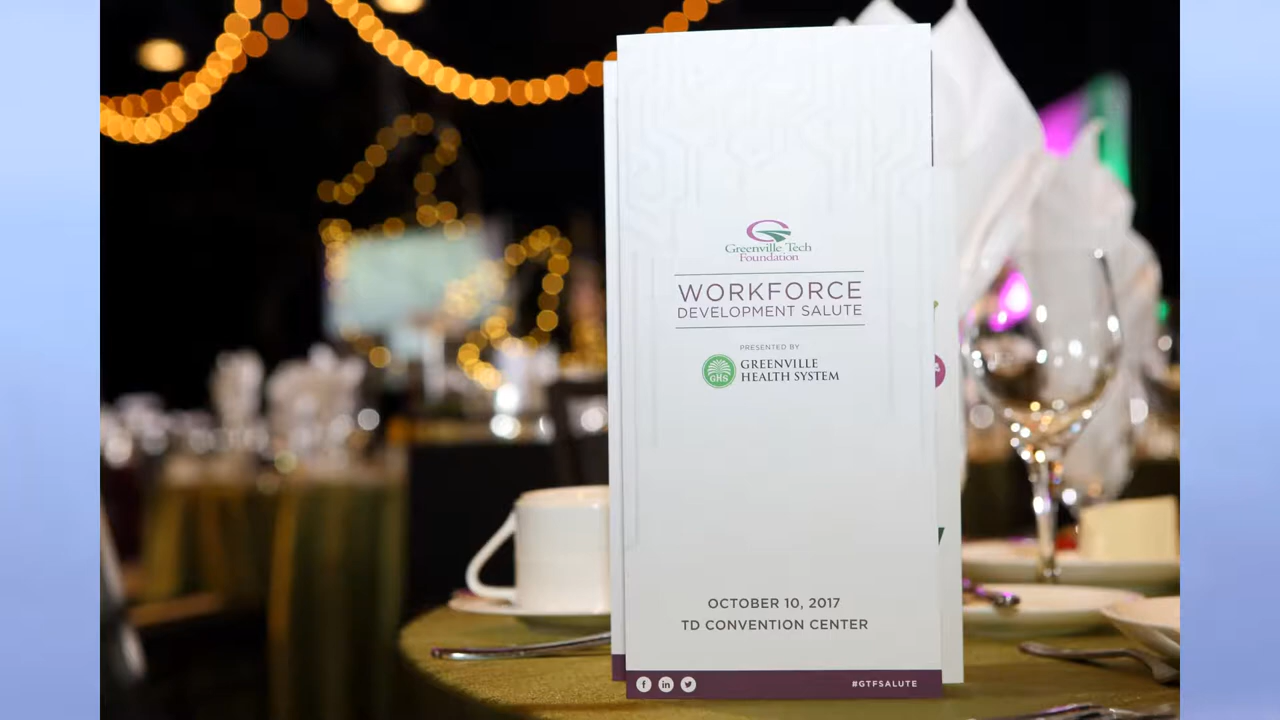 Greenville Tech
Foundation
WORKFORCE
DEVELOPMENT SALUTE
PRESENTED BY
GHS
GREENVILLE
HEALTH SYSTEM
OCTOBER 10, 2017
TD CONVENTION CENTER
#GTFSALUTE